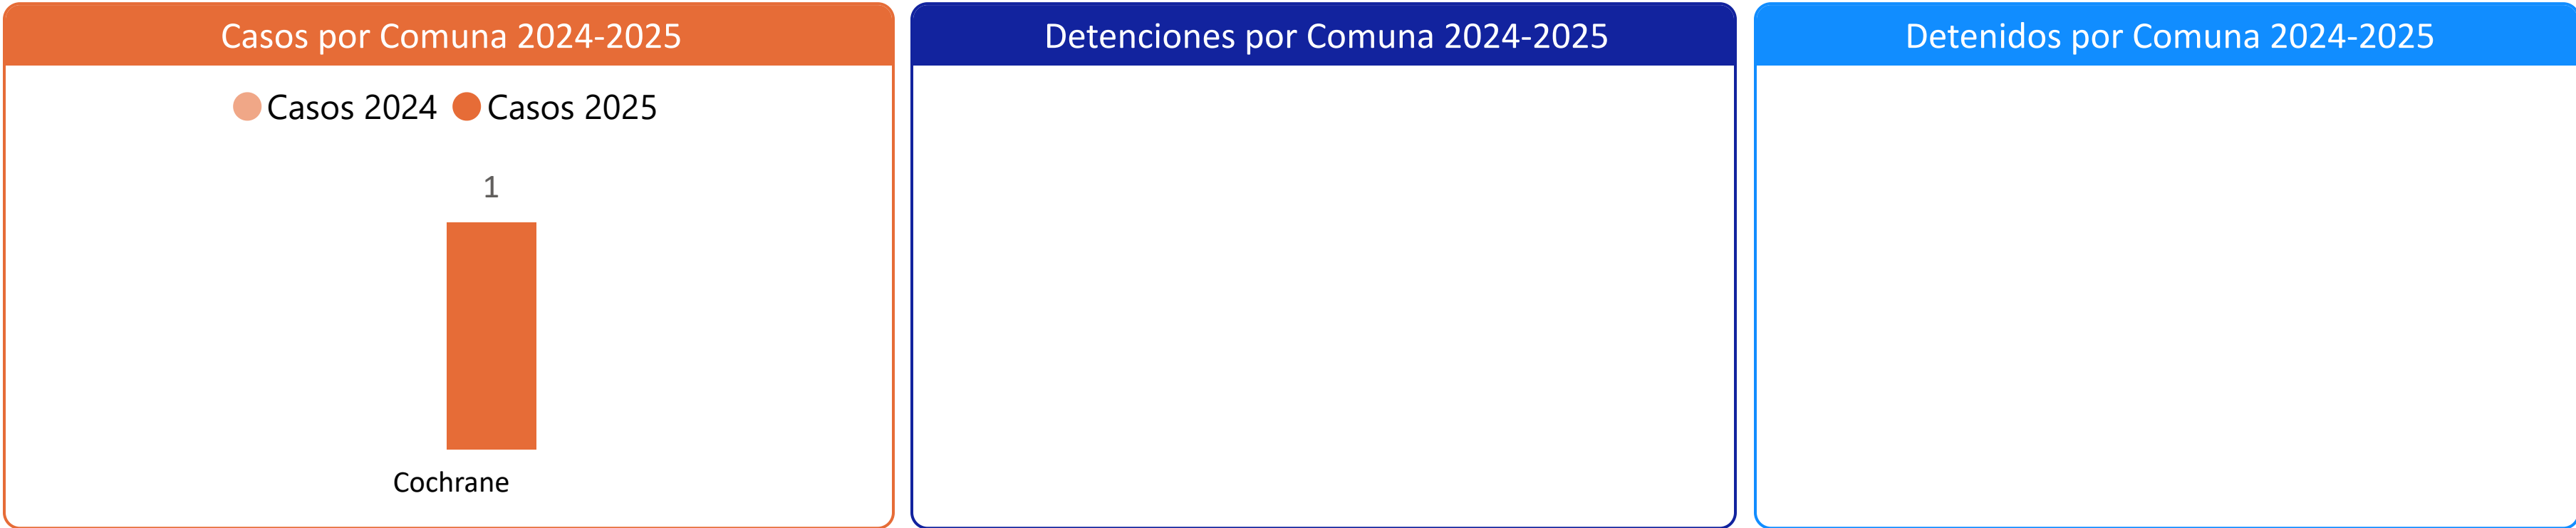 Casos por Comuna 2024-2025
Casos 2024 Casos 2025
1
Cochrane
Detenciones por Comuna 2024-2025
Detenidos por Comuna 2024-2025